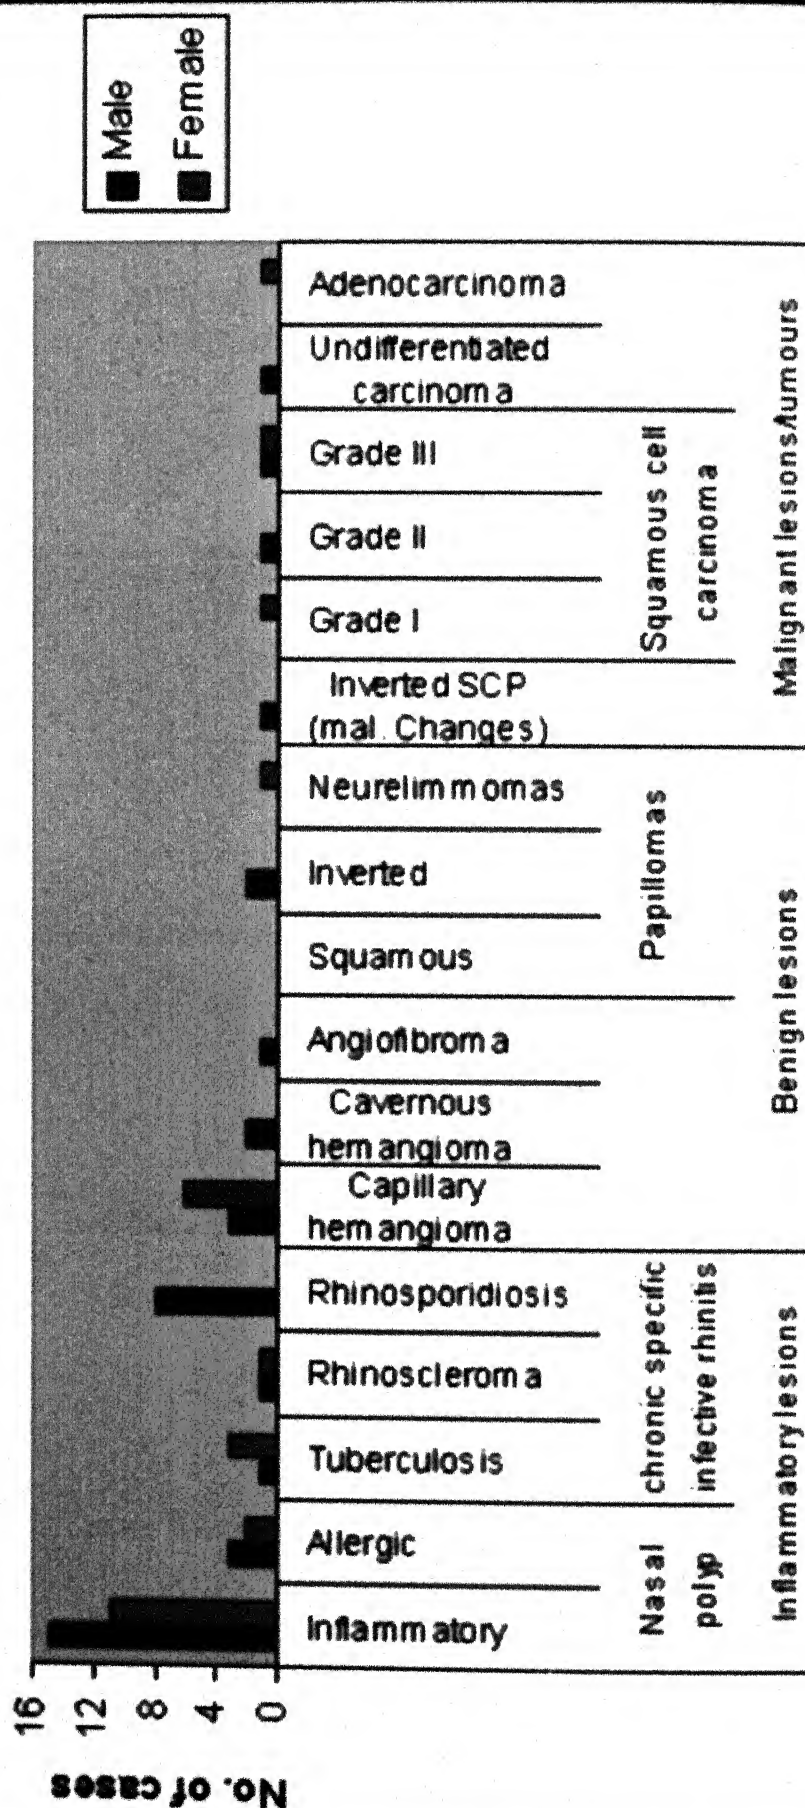 No. of cases
16
12
8
4
0
Male
Female
Inflammatory
Allergic
Tuberculosis
Rhinoscleroma
Rhinosporidiosis
Capillary
hemangioma
Cavernous
hemangioma
Angiofibroma
Squamous
Inverted
Neurelimmomas
Inverted SCP
(mal. Changes)
Grade I
Grade II
Grade III
Undifferentiated
carcinoma
Adenocarcinoma
Nasal
polyp
chronic specific
infective rhinitis
Papillomas
Squamous cell
carcinoma
Inflammatory lesions
Benign lesions
Malignant lesions/tumours